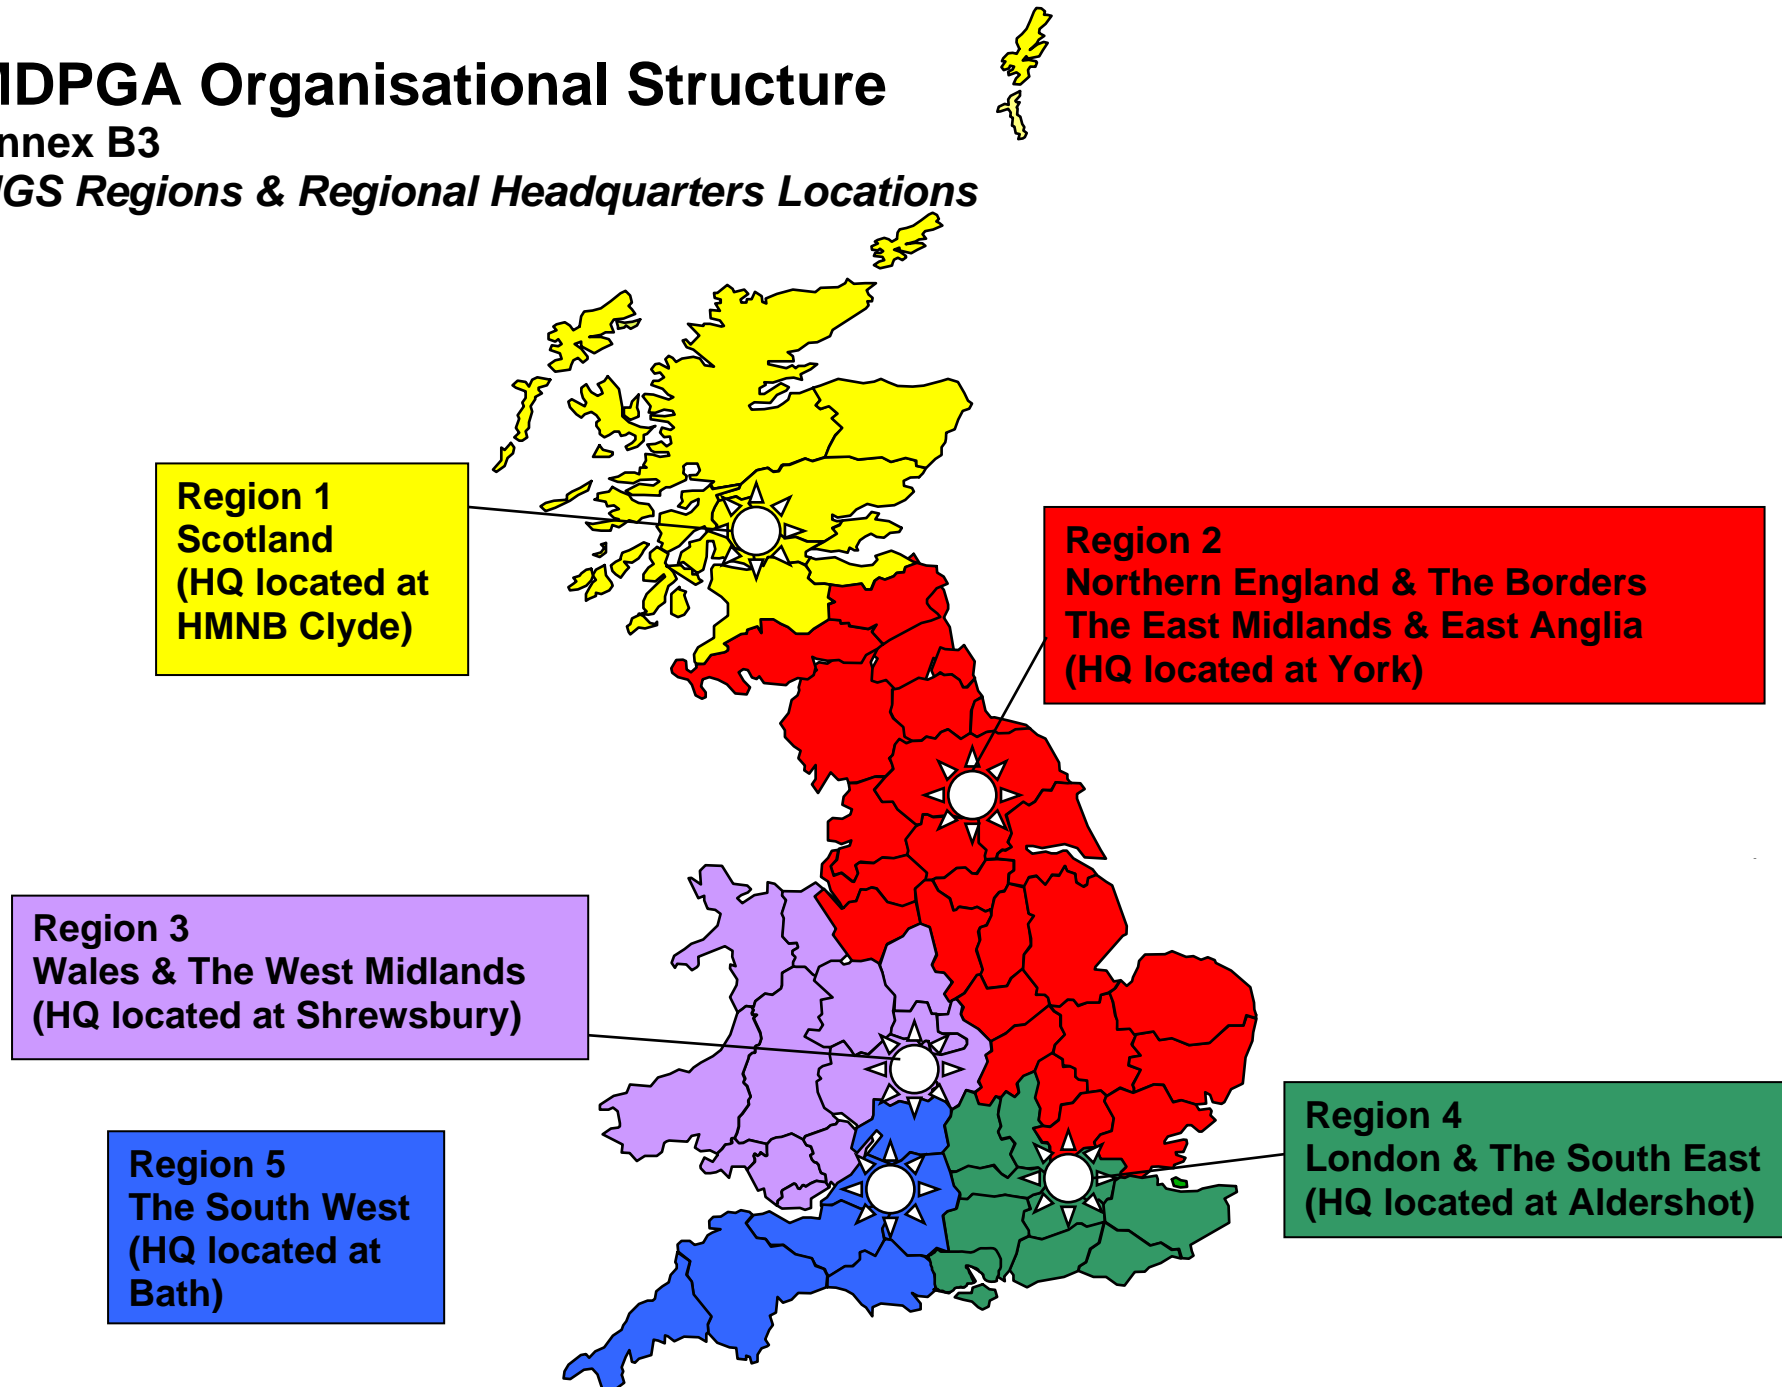 MDPGA Organisational Structure
nnex B3
GS Regions & Regional Headquarters Locations
Region 1
Scotland
(HQ located at
HMNB Clyde)
Region 2
Northern England & The Borders
The East Midlands & East Anglia
(HQ located at York)
Region 3
Wales & The West Midlands
(HQ located at Shrewsbury)
Region 4
London & The South East
(HQ located at Aldershot)
Region 5
The South West
(HQ located at
Bath)